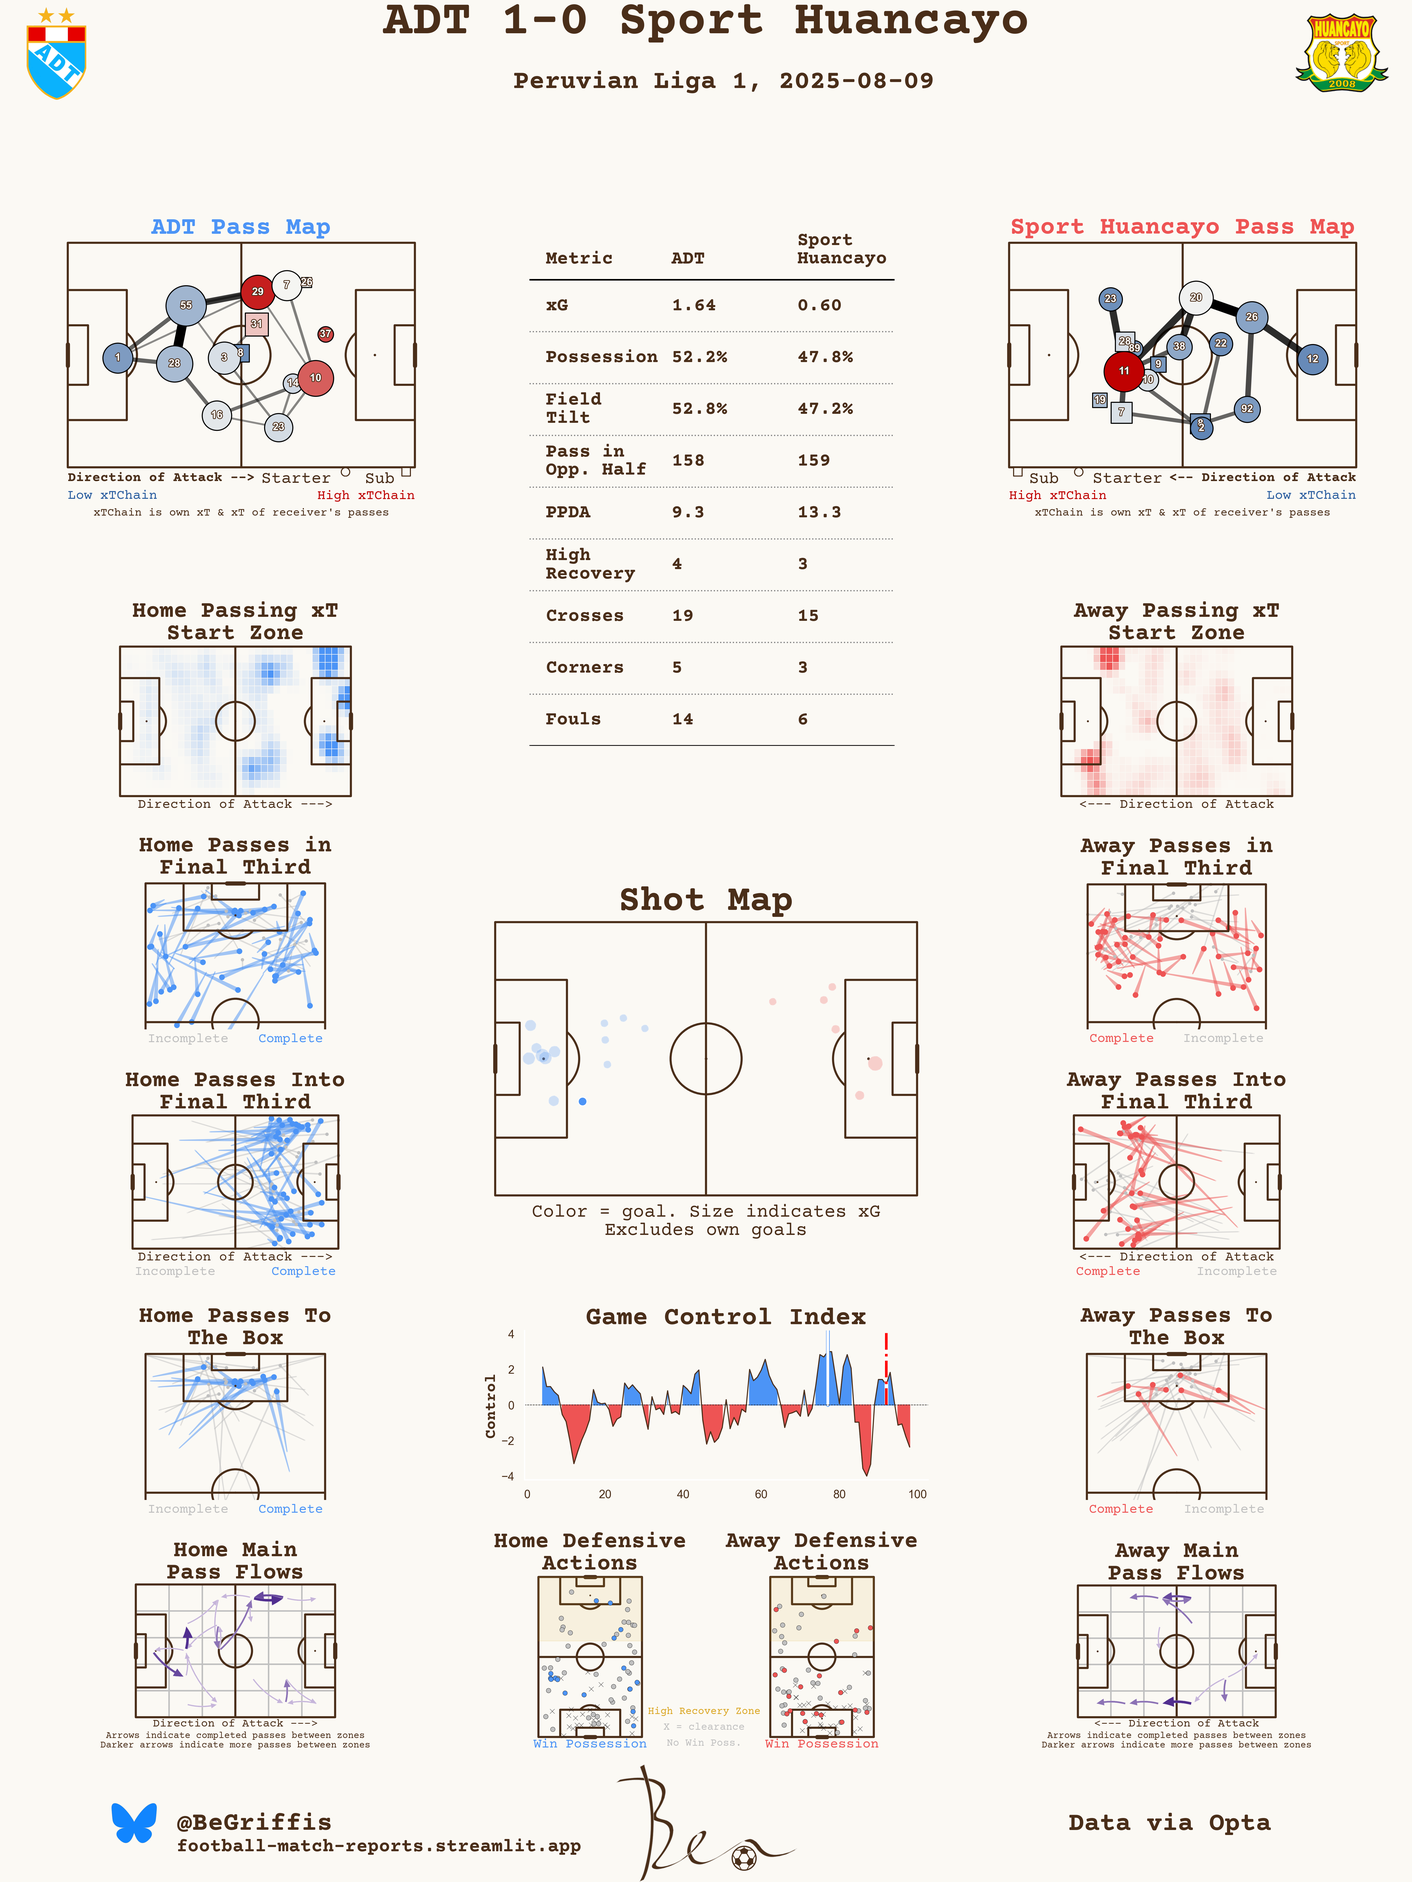 ADT 1-0 Sport Huancayo
Peruvian Liga 1, 2025-08-09
ADT
HUANCAYO
SPORT
2008
ADT Pass Map
1
55
28
29
7
26
31
37
3
8
10
14
16
23
Direction of Attack --> Starter Sub
Low xTChain High xTChain
xTChain is own xT & xT of receiver's passes
Metric ADT Sport Huancayo
xG 1.64 0.60
Possession 52.2% 47.8%
Field Tilt 52.8% 47.2%
Pass in Opp. Half 158 159
PPDA 9.3 13.3
High Recovery 4 3
Crosses 19 15
Corners 5 3
Fouls 14 6
Sport Huancayo Pass Map
23
20
26
28
89
38
22
12
11
9
10
19
7
2
92
Sub Starter <-- Direction of Attack
High xTChain Low xTChain
xTChain is own xT & xT of receiver's passes
Home Passing xT
Start Zone
Direction of Attack --->
Away Passing xT
Start Zone
<--- Direction of Attack
Home Passes in
Final Third
Incomplete Complete
Away Passes in
Final Third
Complete Incomplete
Shot Map
Color = goal. Size indicates xG
Excludes own goals
Home Passes Into
Final Third
Direction of Attack --->
Incomplete Complete
Away Passes Into
Final Third
<--- Direction of Attack
Complete Incomplete
Home Passes To
The Box
Incomplete Complete
Game Control Index
Control
4
2
0
−2
−4
0 20 40 60 80 100
Away Passes To
The Box
Complete Incomplete
Home Main
Pass Flows
Direction of Attack --->
Arrows indicate completed passes between zones
Darker arrows indicate more passes between zones
Home Defensive
Actions
Win Possession
Away Defensive
Actions
Win Possession
High Recovery Zone
X = clearance
No Win Poss.
Away Main
Pass Flows
<--- Direction of Attack
Arrows indicate completed passes between zones
Darker arrows indicate more passes between zones
@BeGriffis
football-match-reports.streamlit.app
Ben
Data via Opta